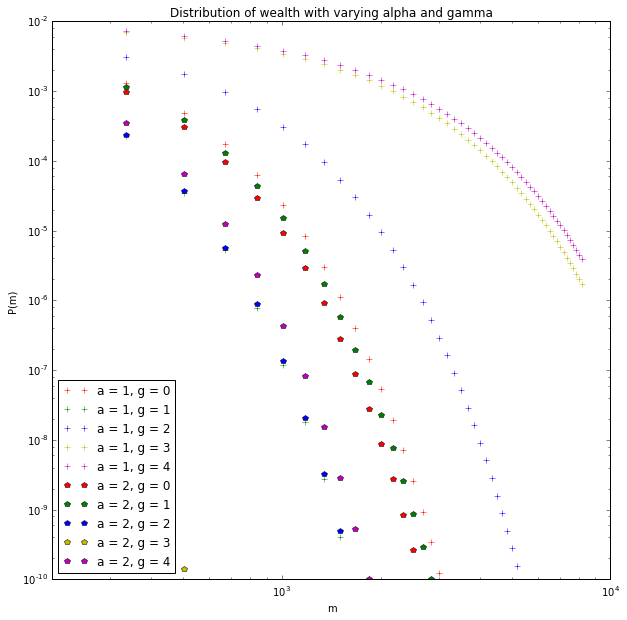 Distribution of wealth with varying alpha and gamma
10^-2
10^-3
10^-4
10^-5
10^-6
10^-7
10^-8
10^-9
10^-10
P(m)
a = 1, g = 0
a = 1, g = 1
a = 1, g = 2
a = 1, g = 3
a = 1, g = 4
a = 2, g = 0
a = 2, g = 1
a = 2, g = 2
a = 2, g = 3
a = 2, g = 4
10^3
10^4
m